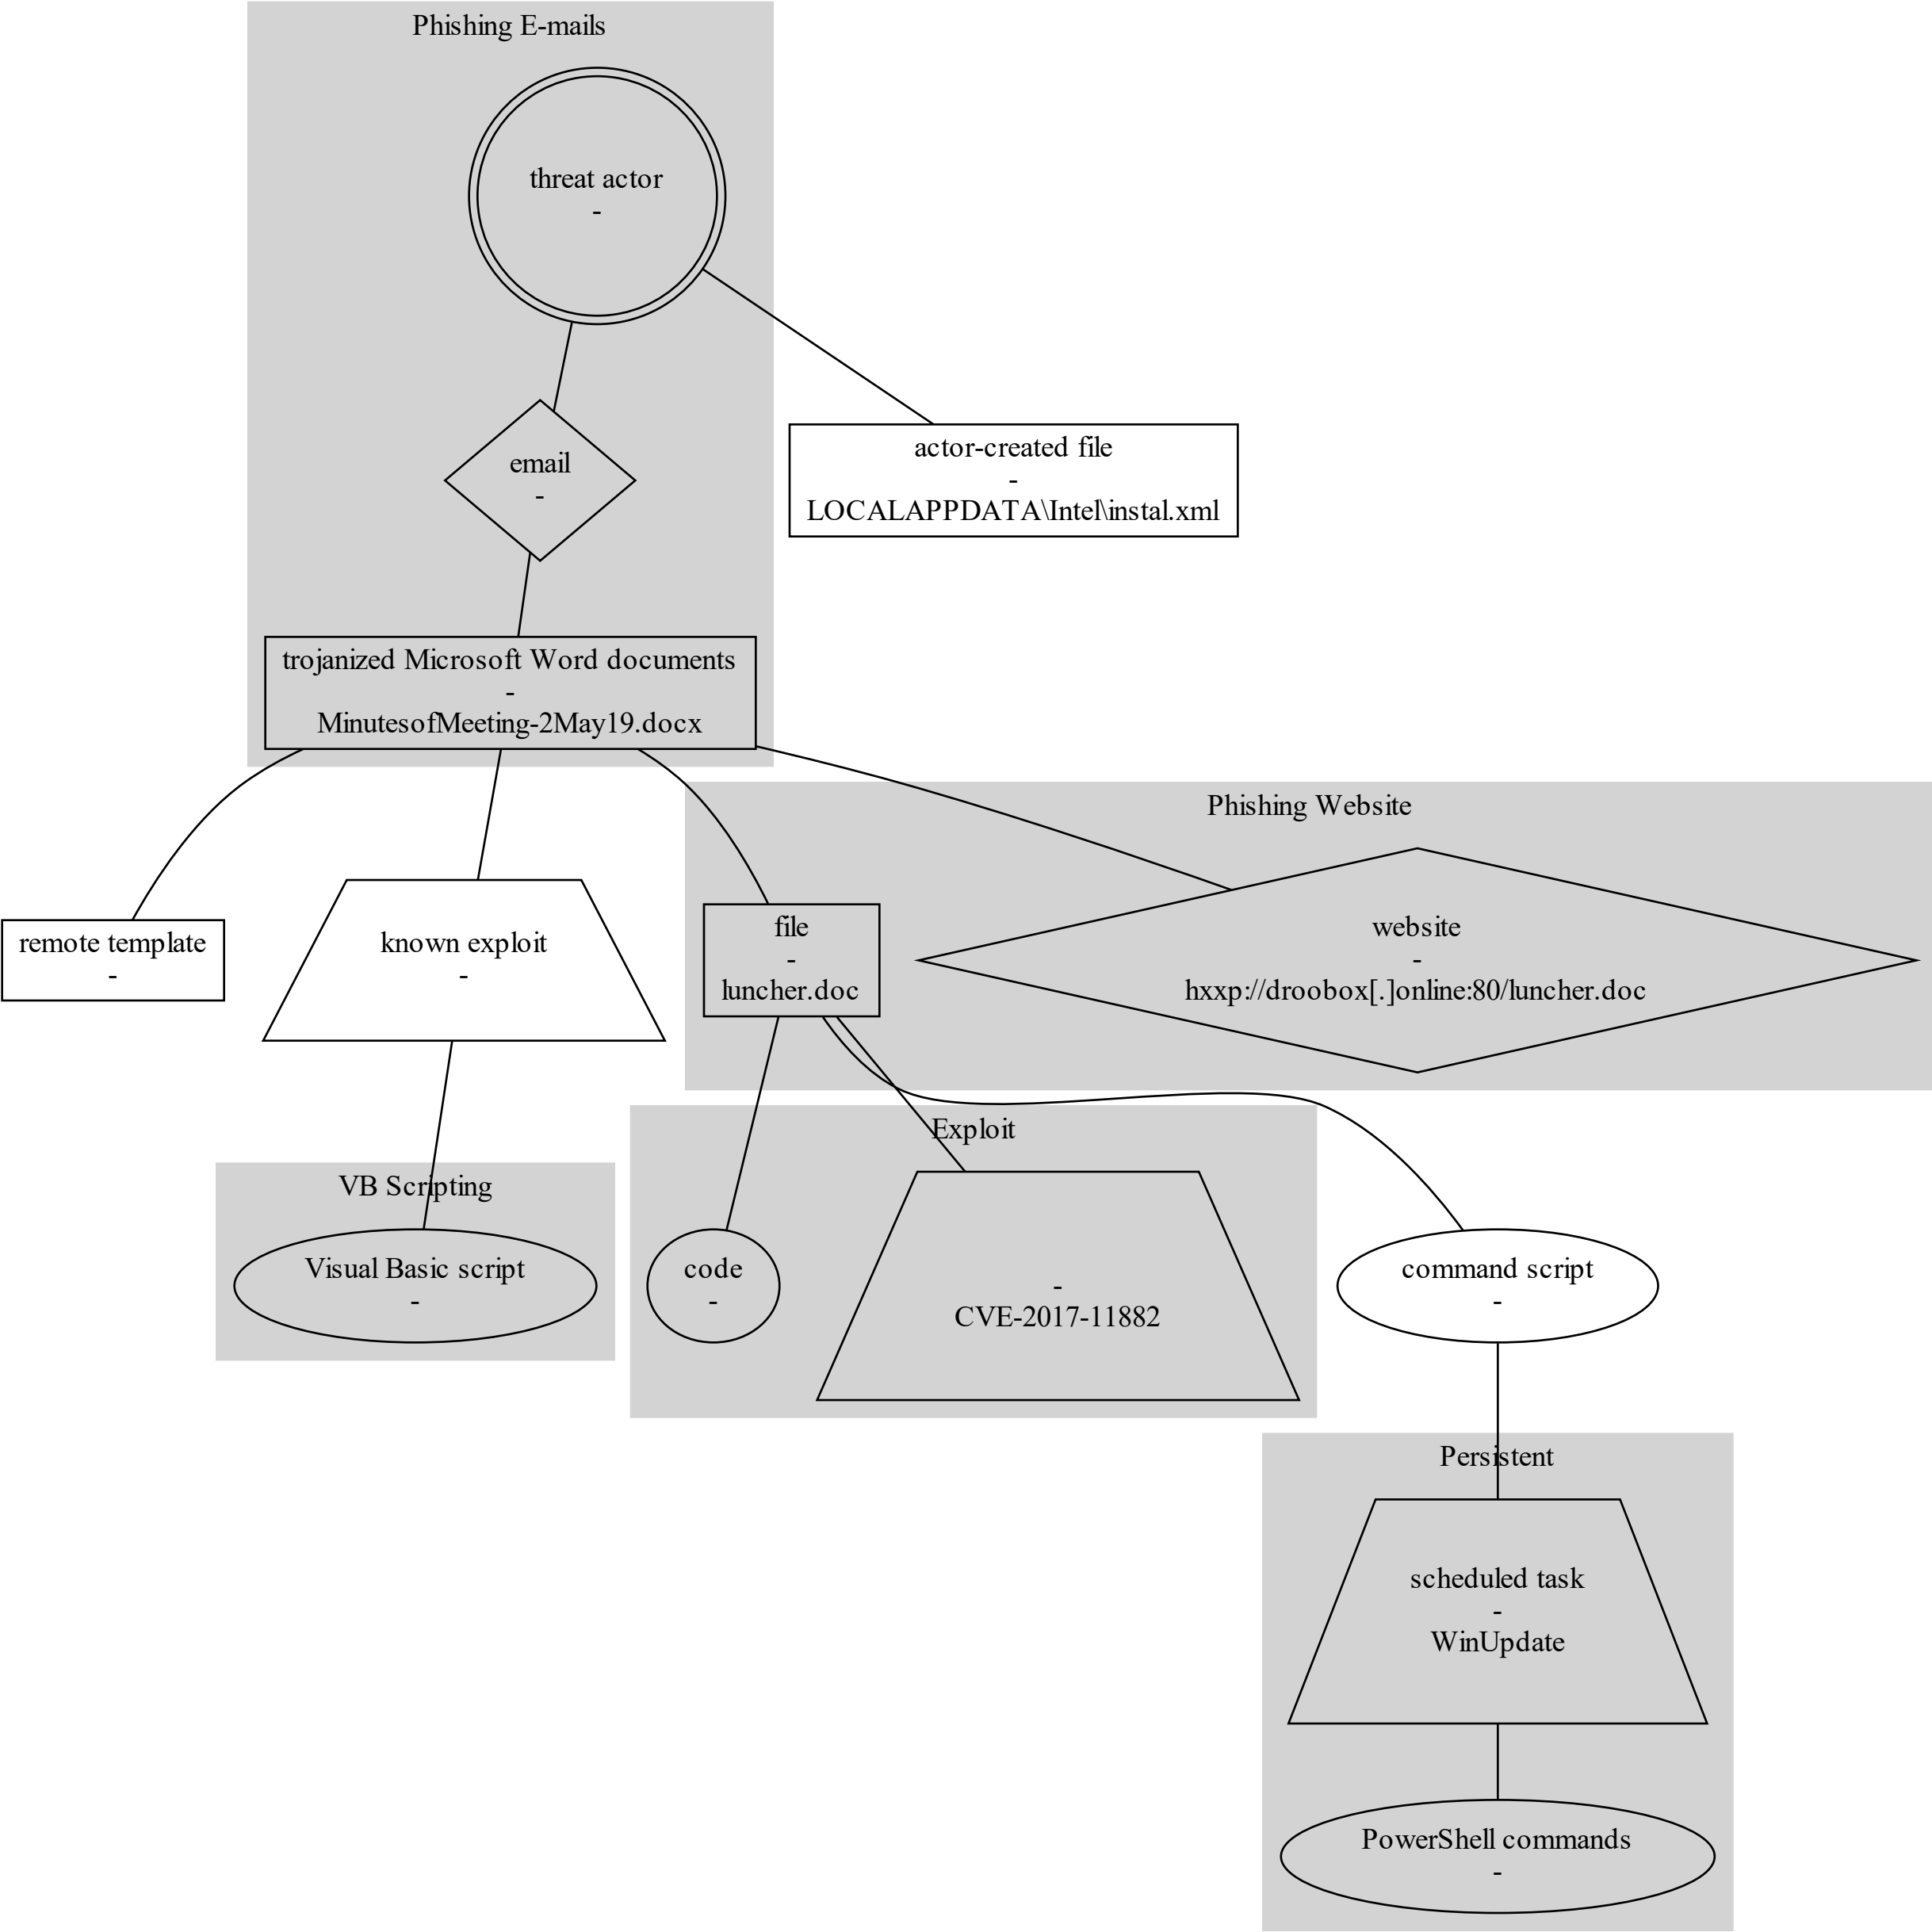 Phishing E-mails
threat actor
-
email
-
actor-created file
-
LOCALAPPDATA\Intel\instal.xml
trojanized Microsoft Word documents
-
MinutesofMeeting-2May19.docx
Phishing Website
remote template
-
known exploit
-
file
-
luncher.doc
website
-
hxxp://droobox[.]online:80/luncher.doc
Exploit
VB Scripting
Visual Basic script
-
code
-
-
CVE-2017-11882
command script
-
Persistent
scheduled task
-
WinUpdate
PowerShell commands
-